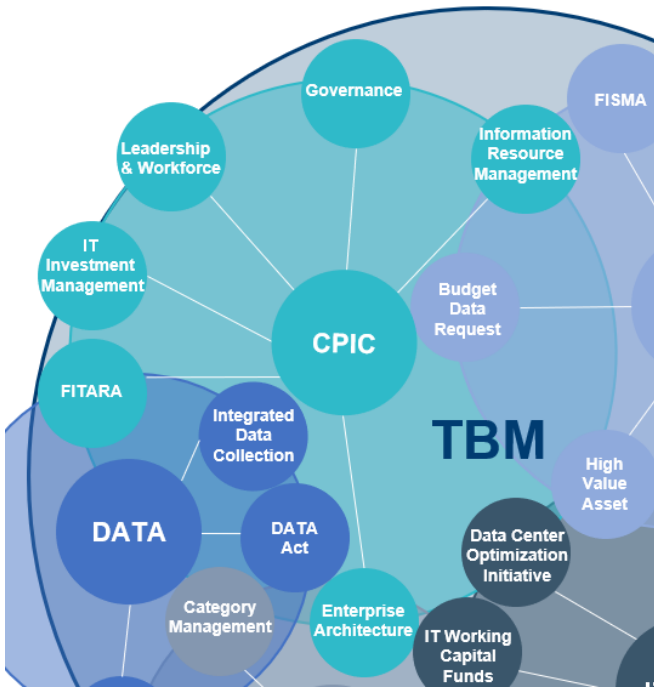 Governance
FISMA
Leadership
& Workforce
Information
Resource
Management
IT
Investment
Management
Budget
Data
Request
CPIC
FITARA
Integrated
Data
Collection
TBM
High
Value
Asset
DATA
DATA
Act
Data Center
Optimization
Initiative
Category
Management
Enterprise
Architecture
IT Working
Capital
Funds